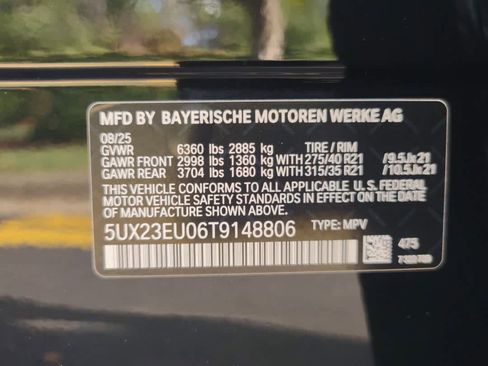 MFD BY BAYERISCHE MOTOREN WERKE AG
08/25
GVWR 6360 lbs 2885 kg TIRE / RIM
GAWR FRONT 2998 lbs 1360 kg WITH 275/40 R21 /9.5Jx21
GAWR REAR 3704 lbs 1680 kg WITH 315/35 R21 /10.5Jx21
THIS VEHICLE CONFORMS TO ALL APPLICABLE U.S. FEDERAL
MOTOR VEHICLE SAFETY STANDARDS IN EFFECT ON THE DATE
OF MANUFACTURE SHOWN ABOVE.
5UX23EU06T9148806 TYPE: MPV
475